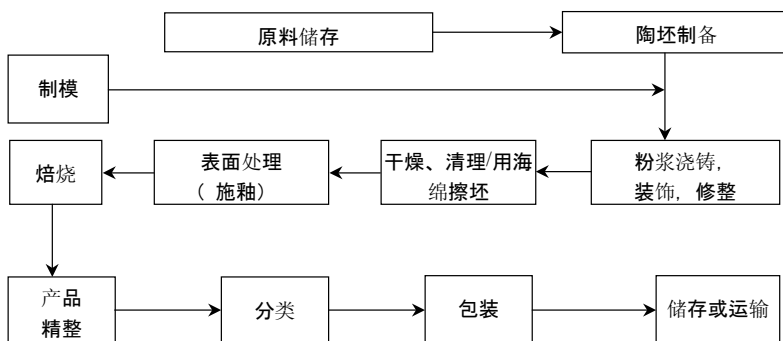 原料储存
陶坯制备
制模
焙烧
表面处理
（ 施釉）
干燥、清理/用海
绵擦坯
粉浆浇铸，
装饰，修整
产品
精整
分类
包装
储存或运输